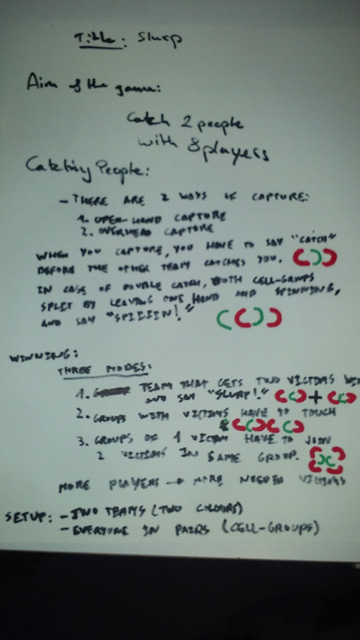 Title: Slurp
Aim of the game:
Catch 2 people
with 8 players
Catching People:
- THERE ARE 2 WAYS OF CAPTURE:
1. OPEN-HAND CAPTURE
2. OVERHEAD CAPTURE
WHEN YOU CAPTURE, YOU HAVE TO SAY "CATCH"
BEFORE THE OTHER TEAM CATCHES YOU.
IN CASE OF DOUBLE CATCH, BOTH CELL-GROUPS
SPLIT BY LEAVING ONE HAND AND SPINNING,
AND SAY "SPIIIIN!"
WINNING:
THREE MODES:
1. TEAM THAT GETS TWO VICTIMS WIN
AND SAY "SLURP!"
2. GROUPS WITH VICTIMS HAVE TO TOUCH
3. GROUPS OF 1 VICTIM HAVE TO JOIN
2 VICTIMS IN SAME GROUP.
MORE PLAYERS → MORE NEEDED VICTIMS
SETUP: - TWO TEAMS (TWO COLOURS)
- EVERYONE IN PAIRS (CELL-GROUPS)